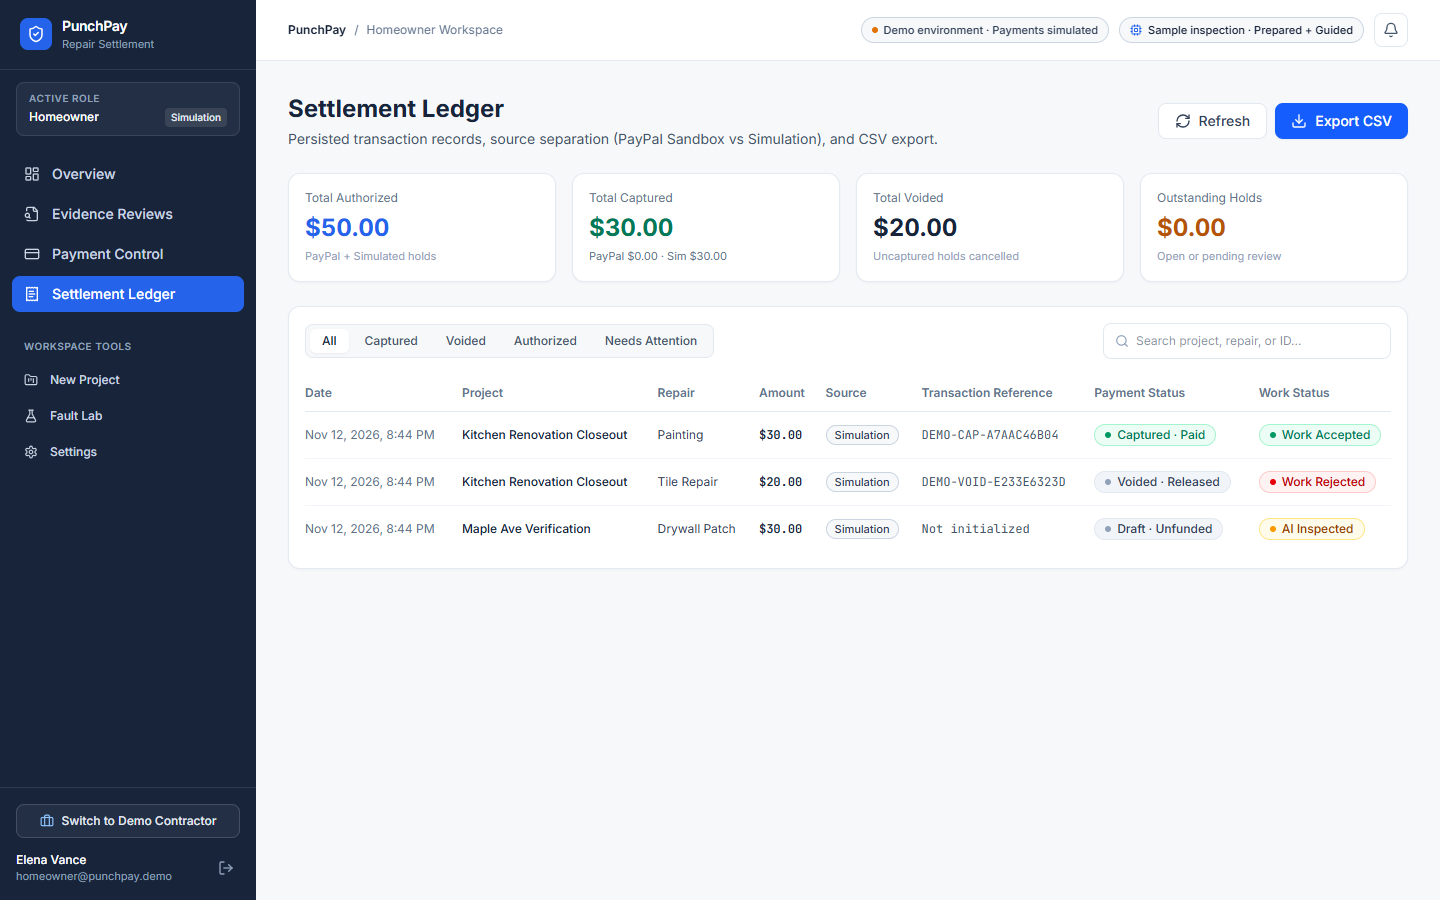 PunchPay
Repair Settlement
ACTIVE ROLE
Homeowner
Simulation
Overview
Evidence Reviews
Payment Control
Settlement Ledger
WORKSPACE TOOLS
New Project
Fault Lab
Settings
Switch to Demo Contractor
Elena Vance
homeowner@punchpay.demo
PunchPay / Homeowner Workspace
Demo environment · Payments simulated
Sample inspection · Prepared + Guided
Settlement Ledger
Persisted transaction records, source separation (PayPal Sandbox vs Simulation), and CSV export.
Refresh
Export CSV
Total Authorized
$50.00
PayPal + Simulated holds
Total Captured
$30.00
PayPal $0.00 · Sim $30.00
Total Voided
$20.00
Uncaptured holds cancelled
Outstanding Holds
$0.00
Open or pending review
All Captured Voided Authorized Needs Attention
Search project, repair, or ID...
Date Project Repair Amount Source Transaction Reference Payment Status Work Status
Nov 12, 2026, 8:44 PM Kitchen Renovation Closeout Painting $30.00 Simulation DEMO-CAP-A7AAC46B04 Captured · Paid Work Accepted
Nov 12, 2026, 8:44 PM Kitchen Renovation Closeout Tile Repair $20.00 Simulation DEMO-VOID-E233E6323D Voided · Released Work Rejected
Nov 12, 2026, 8:44 PM Maple Ave Verification Drywall Patch $30.00 Simulation Not initialized Draft · Unfunded AI Inspected